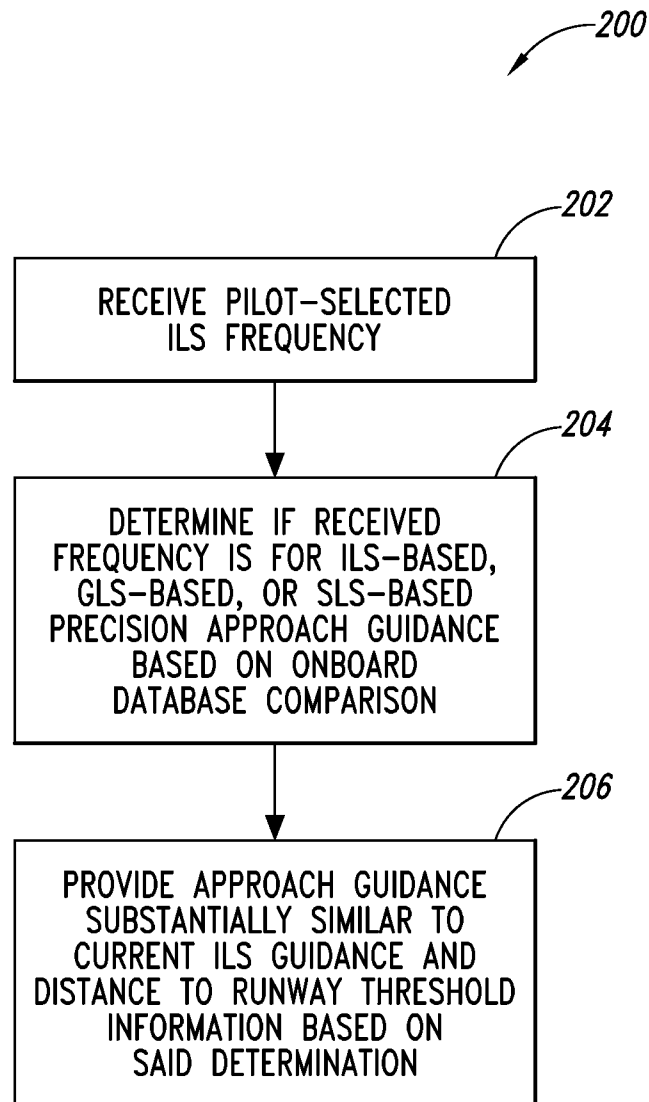 200
202
RECEIVE PILOT-SELECTED
ILS FREQUENCY
204
DETERMINE IF RECEIVED
FREQUENCY IS FOR ILS-BASED,
GLS-BASED, OR SLS-BASED
PRECISION APPROACH GUIDANCE
BASED ON ONBOARD
DATABASE COMPARISON
206
PROVIDE APPROACH GUIDANCE
SUBSTANTIALLY SIMILAR TO
CURRENT ILS GUIDANCE AND
DISTANCE TO RUNWAY THRESHOLD
INFORMATION BASED ON
SAID DETERMINATION